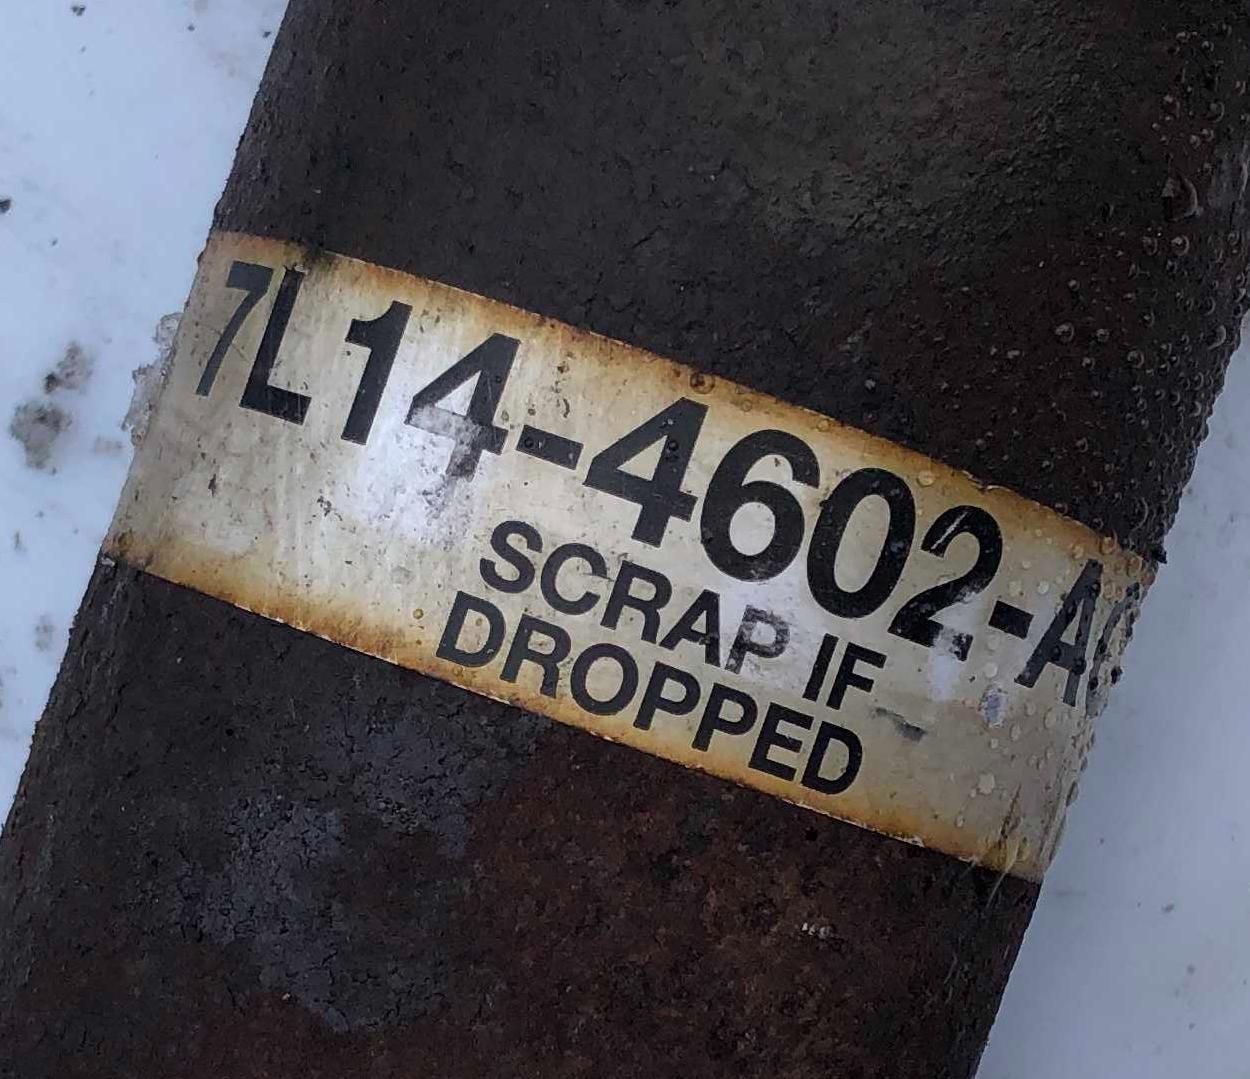 7L14-4602-A
SCRAP IF
DROPPED